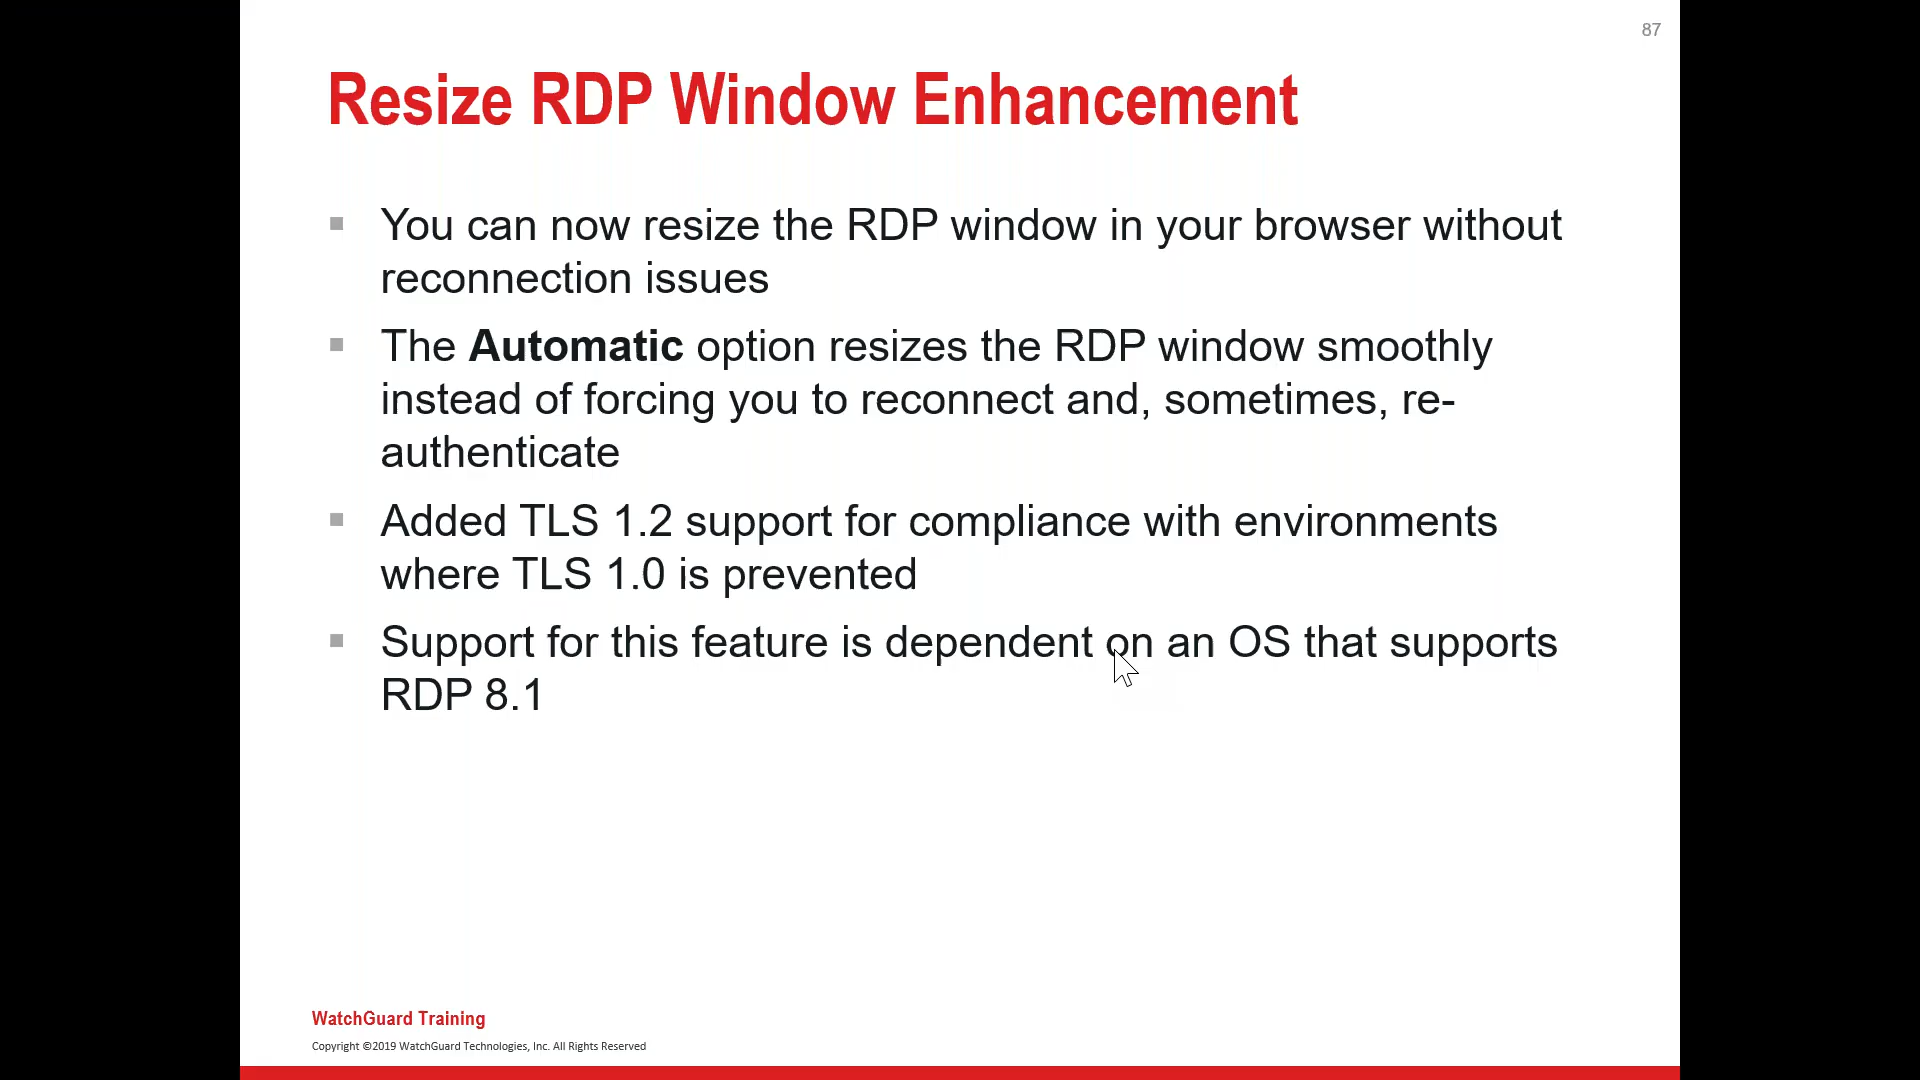 87
Resize RDP Window Enhancement
You can now resize the RDP window in your browser without
reconnection issues
The Automatic option resizes the RDP window smoothly
instead of forcing you to reconnect and, sometimes, re-
authenticate
Added TLS 1.2 support for compliance with environments
where TLS 1.0 is prevented
Support for this feature is dependent on an OS that supports
RDP 8.1
WatchGuard Training
Copyright ©2019 WatchGuard Technologies, Inc. All Rights Reserved